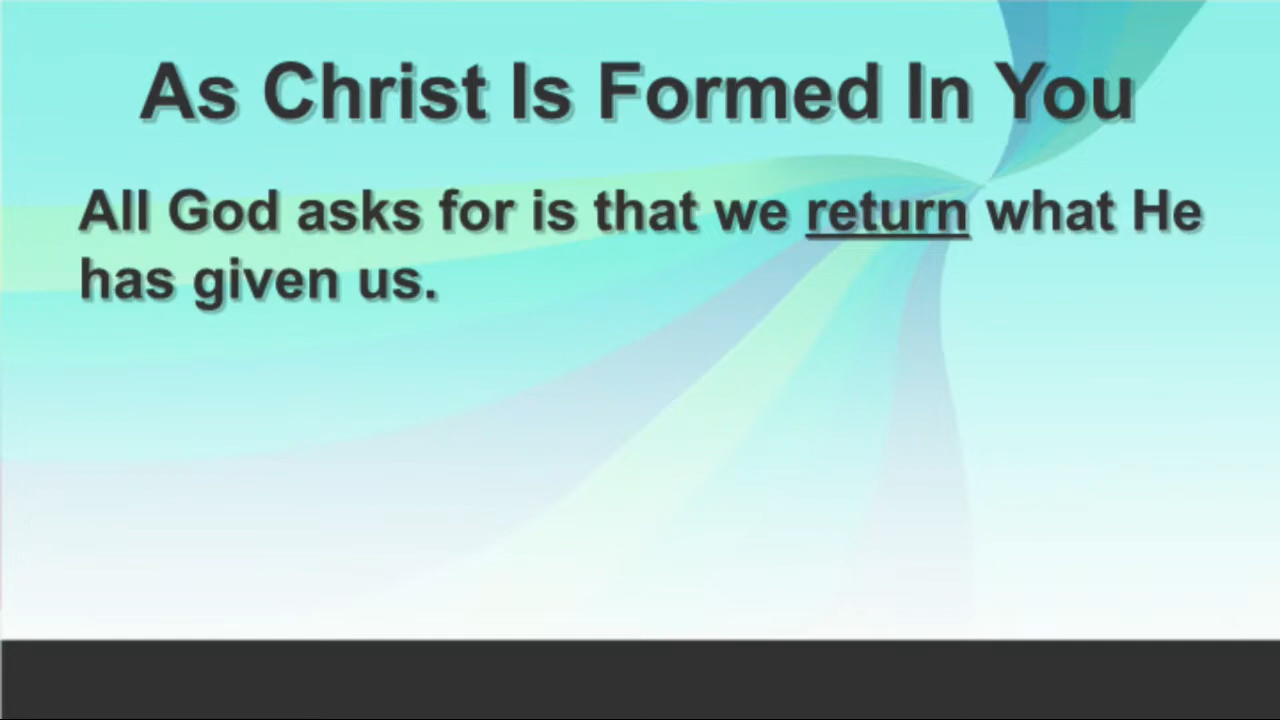 As Christ Is Formed In You
All God asks for is that we return what He
has given us.